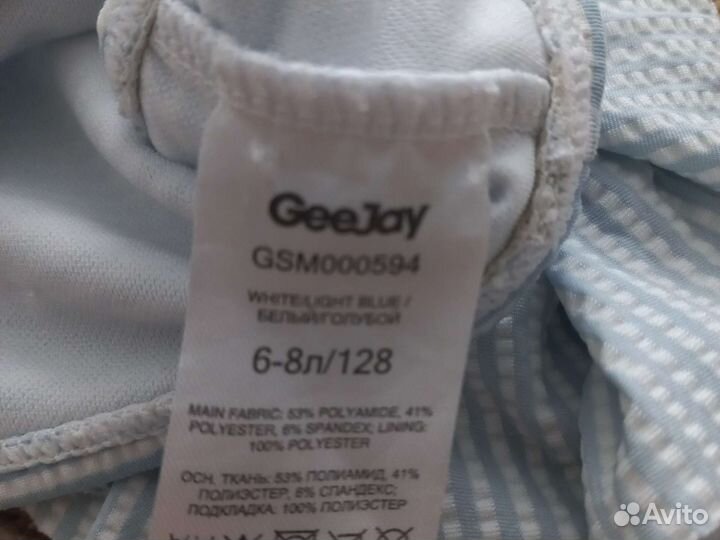 GeeJay
GSM000594
WHITE/LIGHT BLUE /
БЕЛЫЙ/ГОЛУБОЙ
6-8л/128
MAIN FABRIC: 53% POLYAMIDE, 41%
POLYESTER, 6% SPANDEX; LINING:
100% POLYESTER
ОСН. ТКАНЬ: 53% ПОЛИАМИД, 41%
ПОЛИЭСТЕР, 6% СПАНДЕКС;
ПОДКЛАДКА: 100% ПОЛИЭСТЕР
Avito